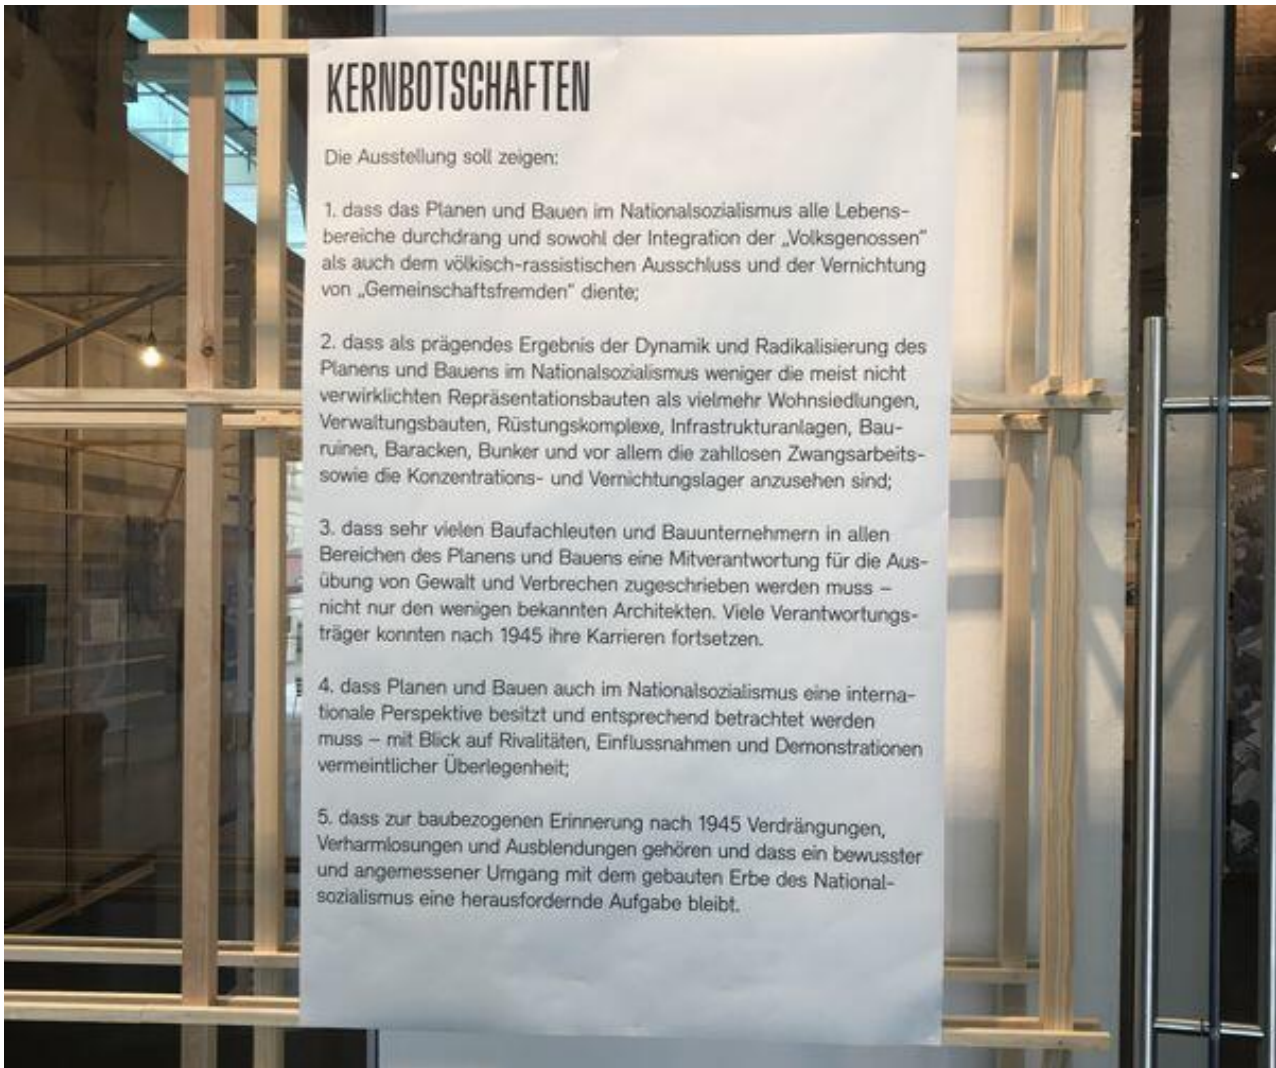 KERNBOTSCHAFTEN
Die Ausstellung soll zeigen:
1. dass das Planen und Bauen im Nationalsozialismus alle Lebens-
bereiche durchdrang und sowohl der Integration der „Volksgenossen“
als auch dem völkisch-rassistischen Ausschluss und der Vernichtung
von „Gemeinschaftsfremden“ diente;
2. dass als prägendes Ergebnis der Dynamik und Radikalisierung des
Planens und Bauens im Nationalsozialismus weniger die meist nicht
verwirklichten Repräsentationsbauten als vielmehr Wohnsiedlungen,
Verwaltungsbauten, Rüstungskomplexe, Infrastrukturanlagen, Bau-
ruinen, Baracken, Bunker und vor allem die zahllosen Zwangsarbeits-
sowie die Konzentrations- und Vernichtungslager anzusehen sind;
3. dass sehr vielen Baufachleuten und Bauunternehmern in allen
Bereichen des Planens und Bauens eine Mitverantwortung für die Aus-
übung von Gewalt und Verbrechen zugeschrieben werden muss –
nicht nur den wenigen bekannten Architekten. Viele Verantwortungs-
träger konnten nach 1945 ihre Karrieren fortsetzen.
4. dass Planen und Bauen auch im Nationalsozialismus eine interna-
tionale Perspektive besitzt und entsprechend betrachtet werden
muss – mit Blick auf Rivalitäten, Einflussnahmen und Demonstrationen
vermeintlicher Überlegenheit;
5. dass zur baubezogenen Erinnerung nach 1945 Verdrängungen,
Verharmlosungen und Ausblendungen gehören und dass ein bewusster
und angemessener Umgang mit dem gebauten Erbe des National-
sozialismus eine herausfordernde Aufgabe bleibt.